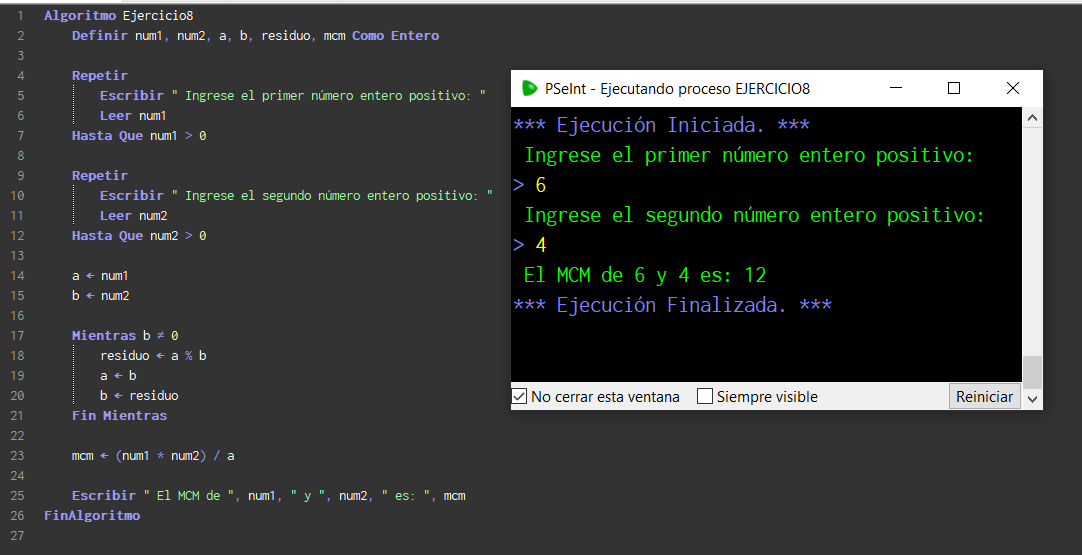 1 Algoritmo Ejercicio8
2 Definir num1, num2, a, b, residuo, mcm Como Entero
3
4 Repetir
5 Escribir " Ingrese el primer número entero positivo: "
6 Leer num1
7 Hasta Que num1 > 0
8
9 Repetir
10 Escribir " Ingrese el segundo número entero positivo: "
11 Leer num2
12 Hasta Que num2 > 0
13
14 a ← num1
15 b ← num2
16
17 Mientras b ≠ 0
18 residuo ← a % b
19 a ← b
20 b ← residuo
21 Fin Mientras
22
23 mcm ← (num1 * num2) / a
24
25 Escribir " El MCM de ", num1, " y ", num2, " es: ", mcm
26 FinAlgoritmo
27
PSeInt - Ejecutando proceso EJERCICIO8
*** Ejecución Iniciada. ***
Ingrese el primer número entero positivo:
> 6
Ingrese el segundo número entero positivo:
> 4
El MCM de 6 y 4 es: 12
*** Ejecución Finalizada. ***
No cerrar esta ventana Siempre visible Reiniciar